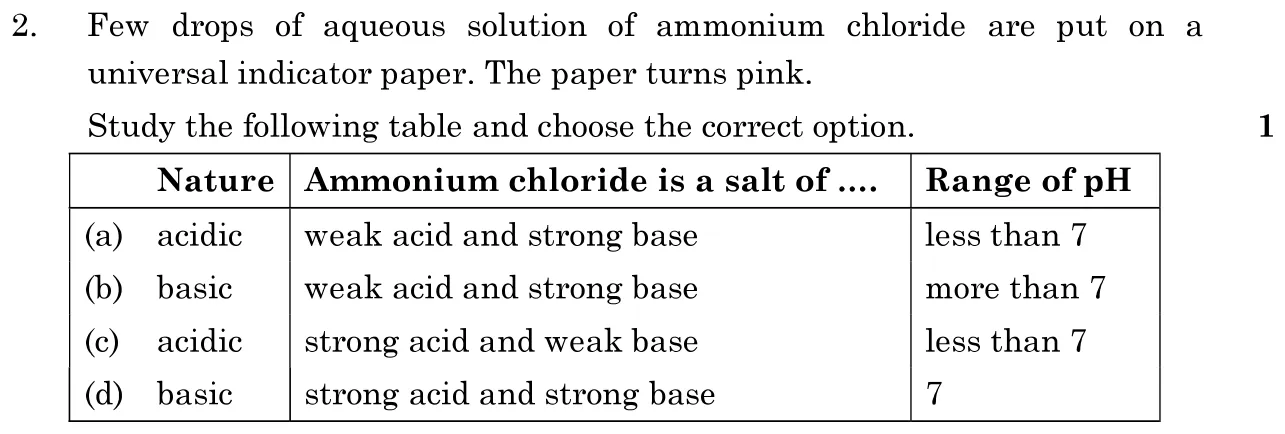 2. Few drops of aqueous solution of ammonium chloride are put on a
universal indicator paper. The paper turns pink.
Study the following table and choose the correct option. 1
Nature Ammonium chloride is a salt of .... Range of pH
(a) acidic weak acid and strong base less than 7
(b) basic weak acid and strong base more than 7
(c) acidic strong acid and weak base less than 7
(d) basic strong acid and strong base 7